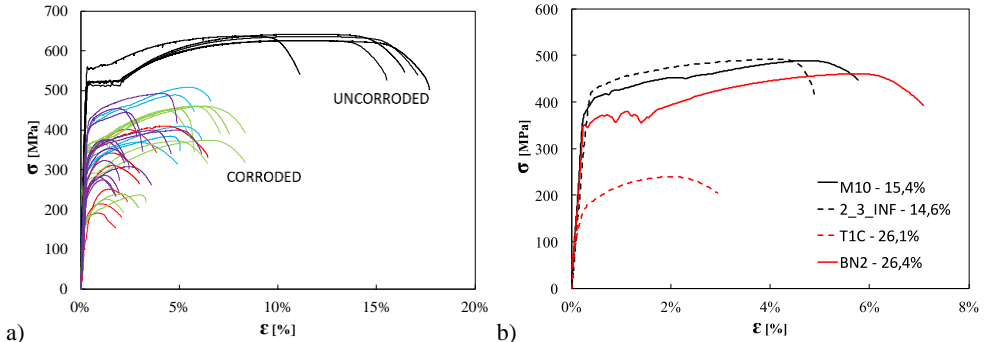 a)
σ [MPa]
700
600
500
400
300
200
100
0
0% 5% 10% 15% 20%
ε [%]
UNCORRODED
CORRODED
b)
σ [MPa]
600
500
400
300
200
100
0
0% 2% 4% 6% 8%
ε [%]
M10 - 15,4%
2_3_INF - 14,6%
T1C - 26,1%
BN2 - 26,4%